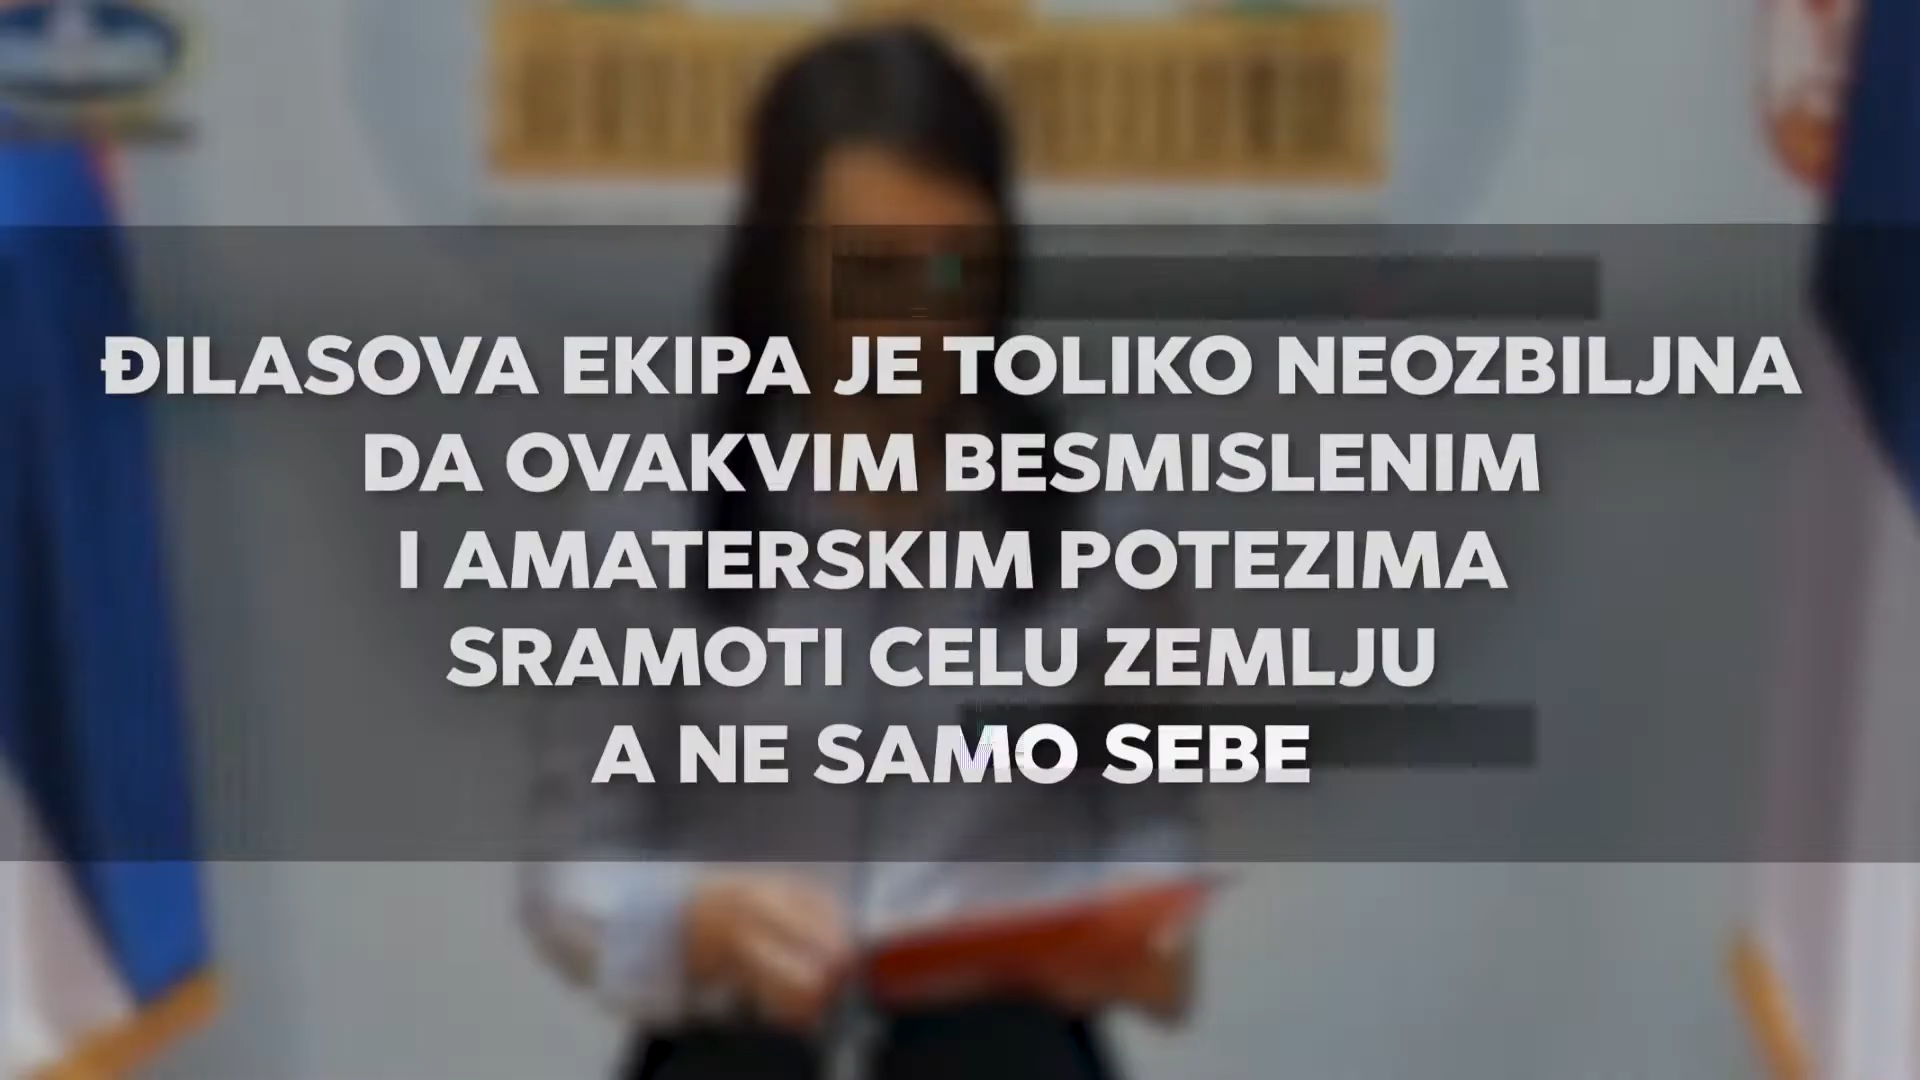 ĐILASOVA EKIPA JE TOLIKO NEOZBILJNA
DA OVAKVIM BESMISLENIM
I AMATERSKIM POTEZIMA
SRAMOTI CELU ZEMLJU
A NE SAMO SEBE